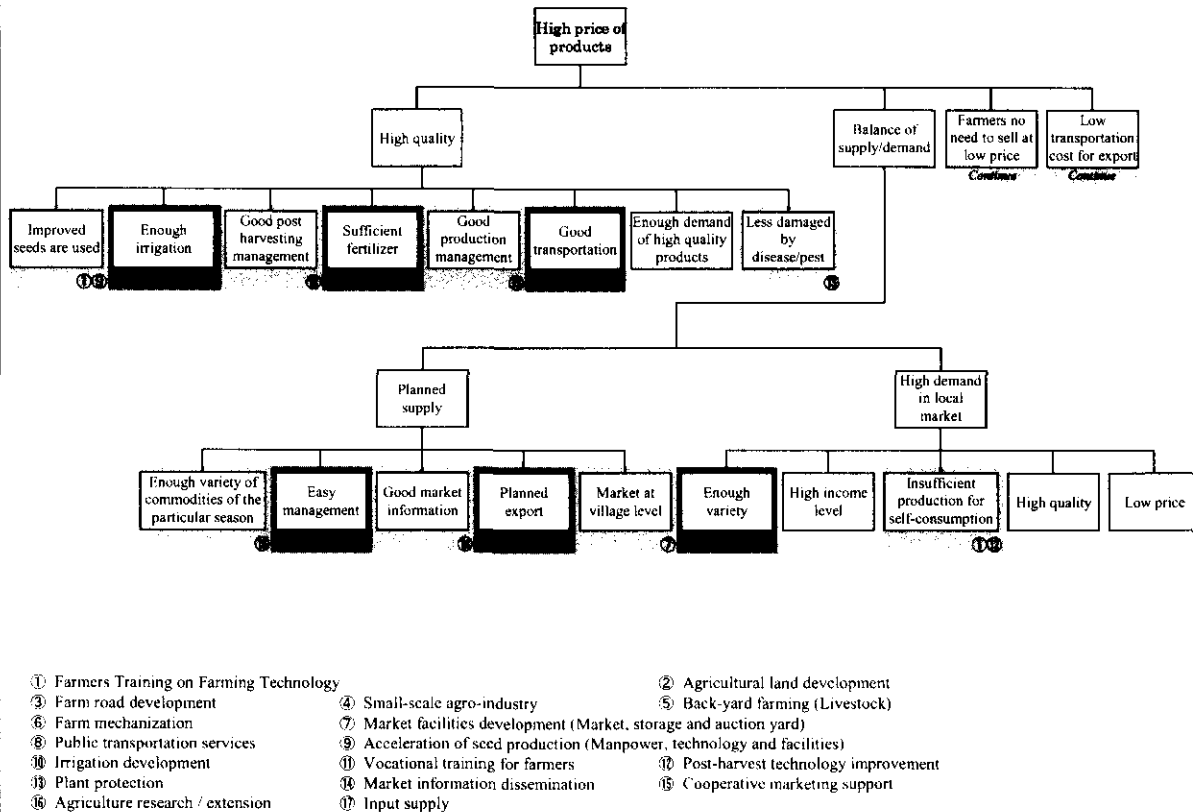 High price of
products
High quality
Balance of
supply/demand
Farmers no
need to sell at
low price
Continues
Low
transportation
cost for export
Continue
Improved
seeds are used
Enough
irrigation
Good post
harvesting
management
Sufficient
fertilizer
Good
production
management
Good
transportation
Enough demand
of high quality
products
Less damaged
by
disease/pest
①
Planned
supply
High demand
in local
market
Enough variety of
commodities of the
particular season
Easy
management
Good market
information
Planned
export
Market at
village level
Enough
variety
High income
level
Insufficient
production for
self-consumption
High quality
Low price
⑦
①⑫
① Farmers Training on Farming Technology
② Agricultural land development
③ Farm road development
④ Small-scale agro-industry
⑤ Back-yard farming (Livestock)
⑥ Farm mechanization
⑦ Market facilities development (Market, storage and auction yard)
⑧ Public transportation services
⑨ Acceleration of seed production (Manpower, technology and facilities)
⑩ Irrigation development
⑪ Vocational training for farmers
⑫ Post-harvest technology improvement
⑬ Plant protection
⑭ Market information dissemination
⑮ Cooperative marketing support
⑯ Agriculture research / extension
⑰ Input supply